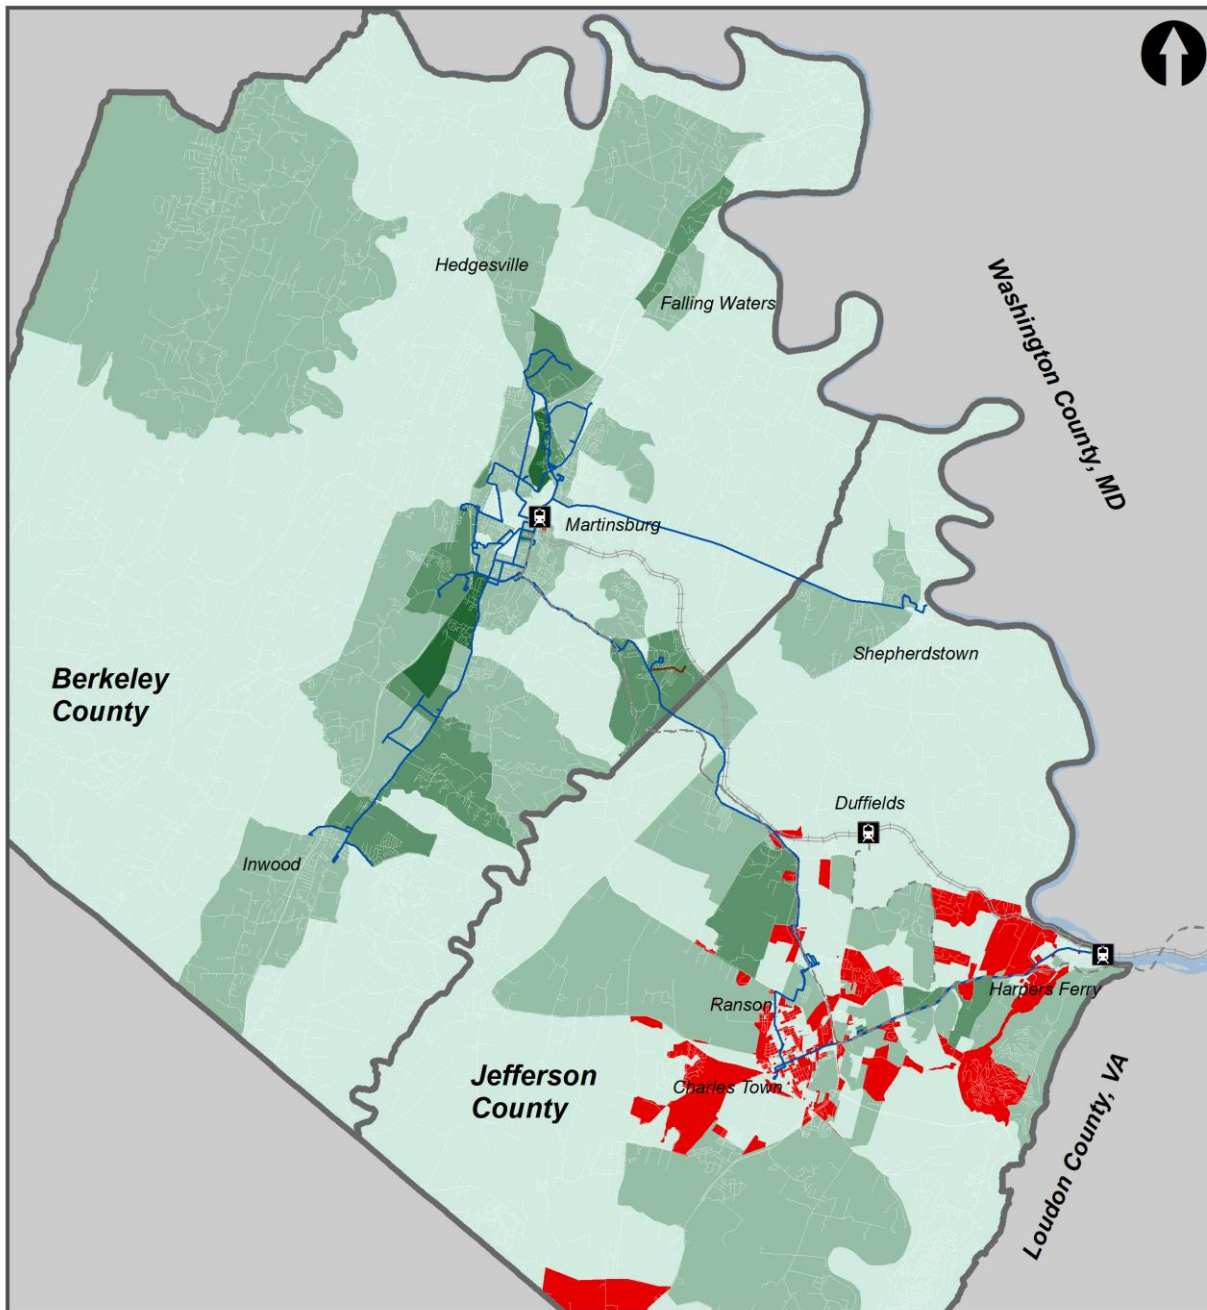 Hedgesville
Falling Waters
Washington County, MD
Martinsburg
Shepherdstown
Berkeley
County
Duffields
Inwood
Harpers Ferry
Ranson
Jefferson
County
Charles Town
Loudon County, VA